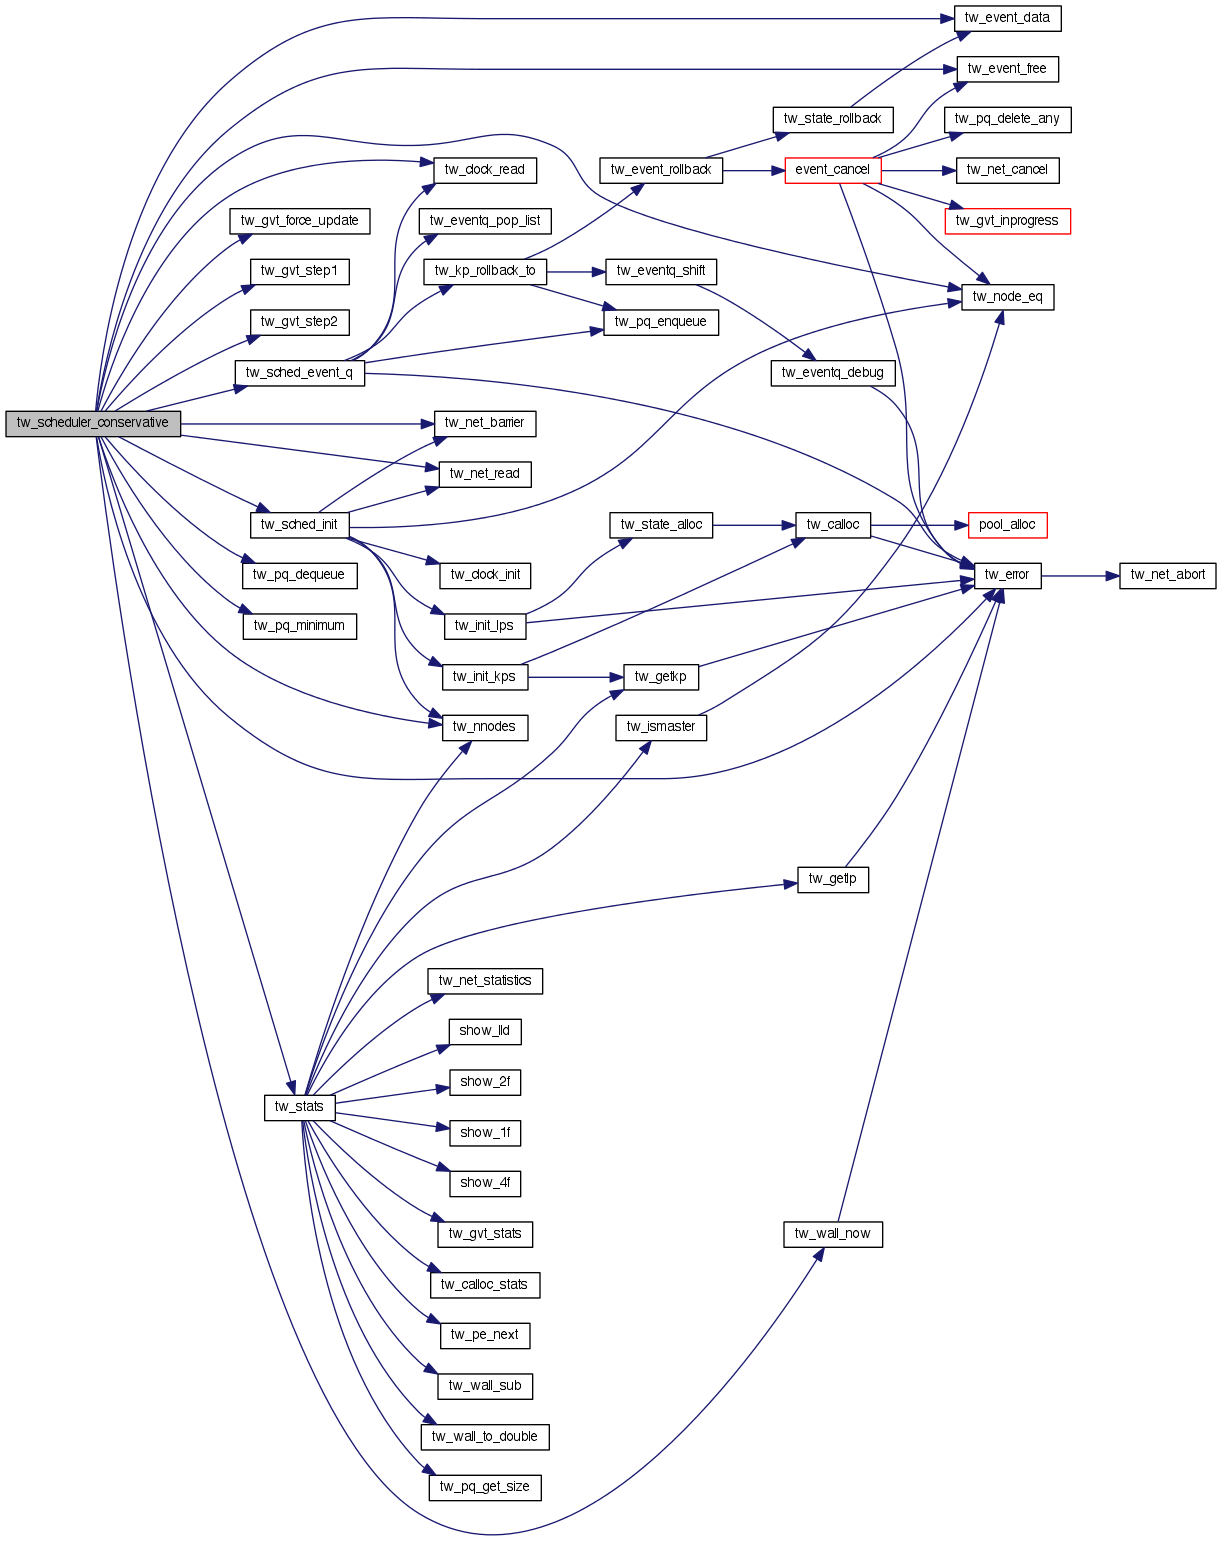 tw_event_data
tw_event_free
tw_state_rollback
tw_pq_delete_any
tw_clock_read
tw_event_rollback
event_cancel
tw_net_cancel
tw_gvt_force_update
tw_eventq_pop_list
tw_gvt_inprogress
tw_gvt_step1
tw_kp_rollback_to
tw_eventq_shift
tw_node_eq
tw_gvt_step2
tw_pq_enqueue
tw_sched_event_q
tw_eventq_debug
tw_scheduler_conservative
tw_net_barrier
tw_net_read
tw_sched_init
tw_state_alloc
tw_calloc
pool_alloc
tw_pq_dequeue
tw_clock_init
tw_error
tw_net_abort
tw_pq_minimum
tw_init_lps
tw_init_kps
tw_getkp
tw_nnodes
tw_ismaster
tw_getlp
tw_net_statistics
show_lld
show_2f
tw_stats
show_1f
show_4f
tw_gvt_stats
tw_wall_now
tw_calloc_stats
tw_pe_next
tw_wall_sub
tw_wall_to_double
tw_pq_get_size